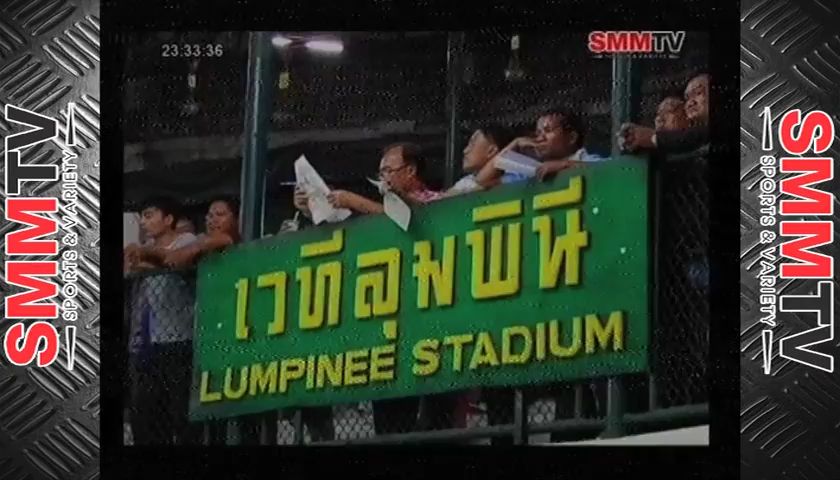 23:33:36
SMMTV
เวทีลุมพินี
LUMPINEE STADIUM
SMMTV
SPORTS & VARIETY
SMMTV
SPORTS & VARIETY